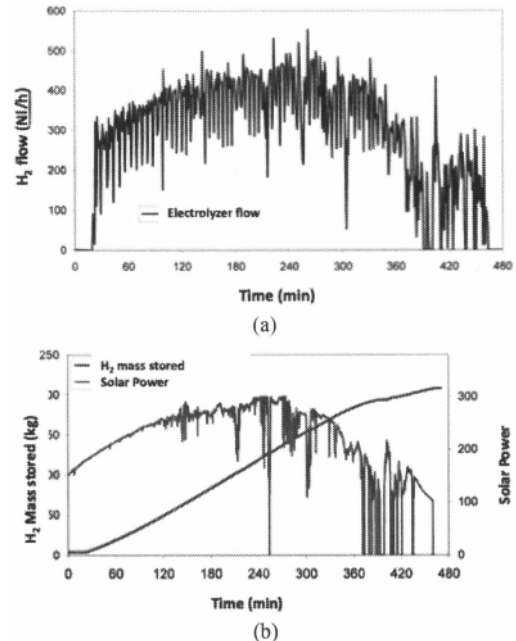 600
500
400
300
200
100
0
H₂ flow (Nl/h)
Electrolyzer flow
0 60 120 180 240 300 360 420 480
Time (min)
(a)
250
0
H₂ Mass stored (kg)
H₂ mass stored
Solar Power
300
200
100
0
Solar Power
0 60 120 180 240 300 360 420 480
Time (min)
(b)